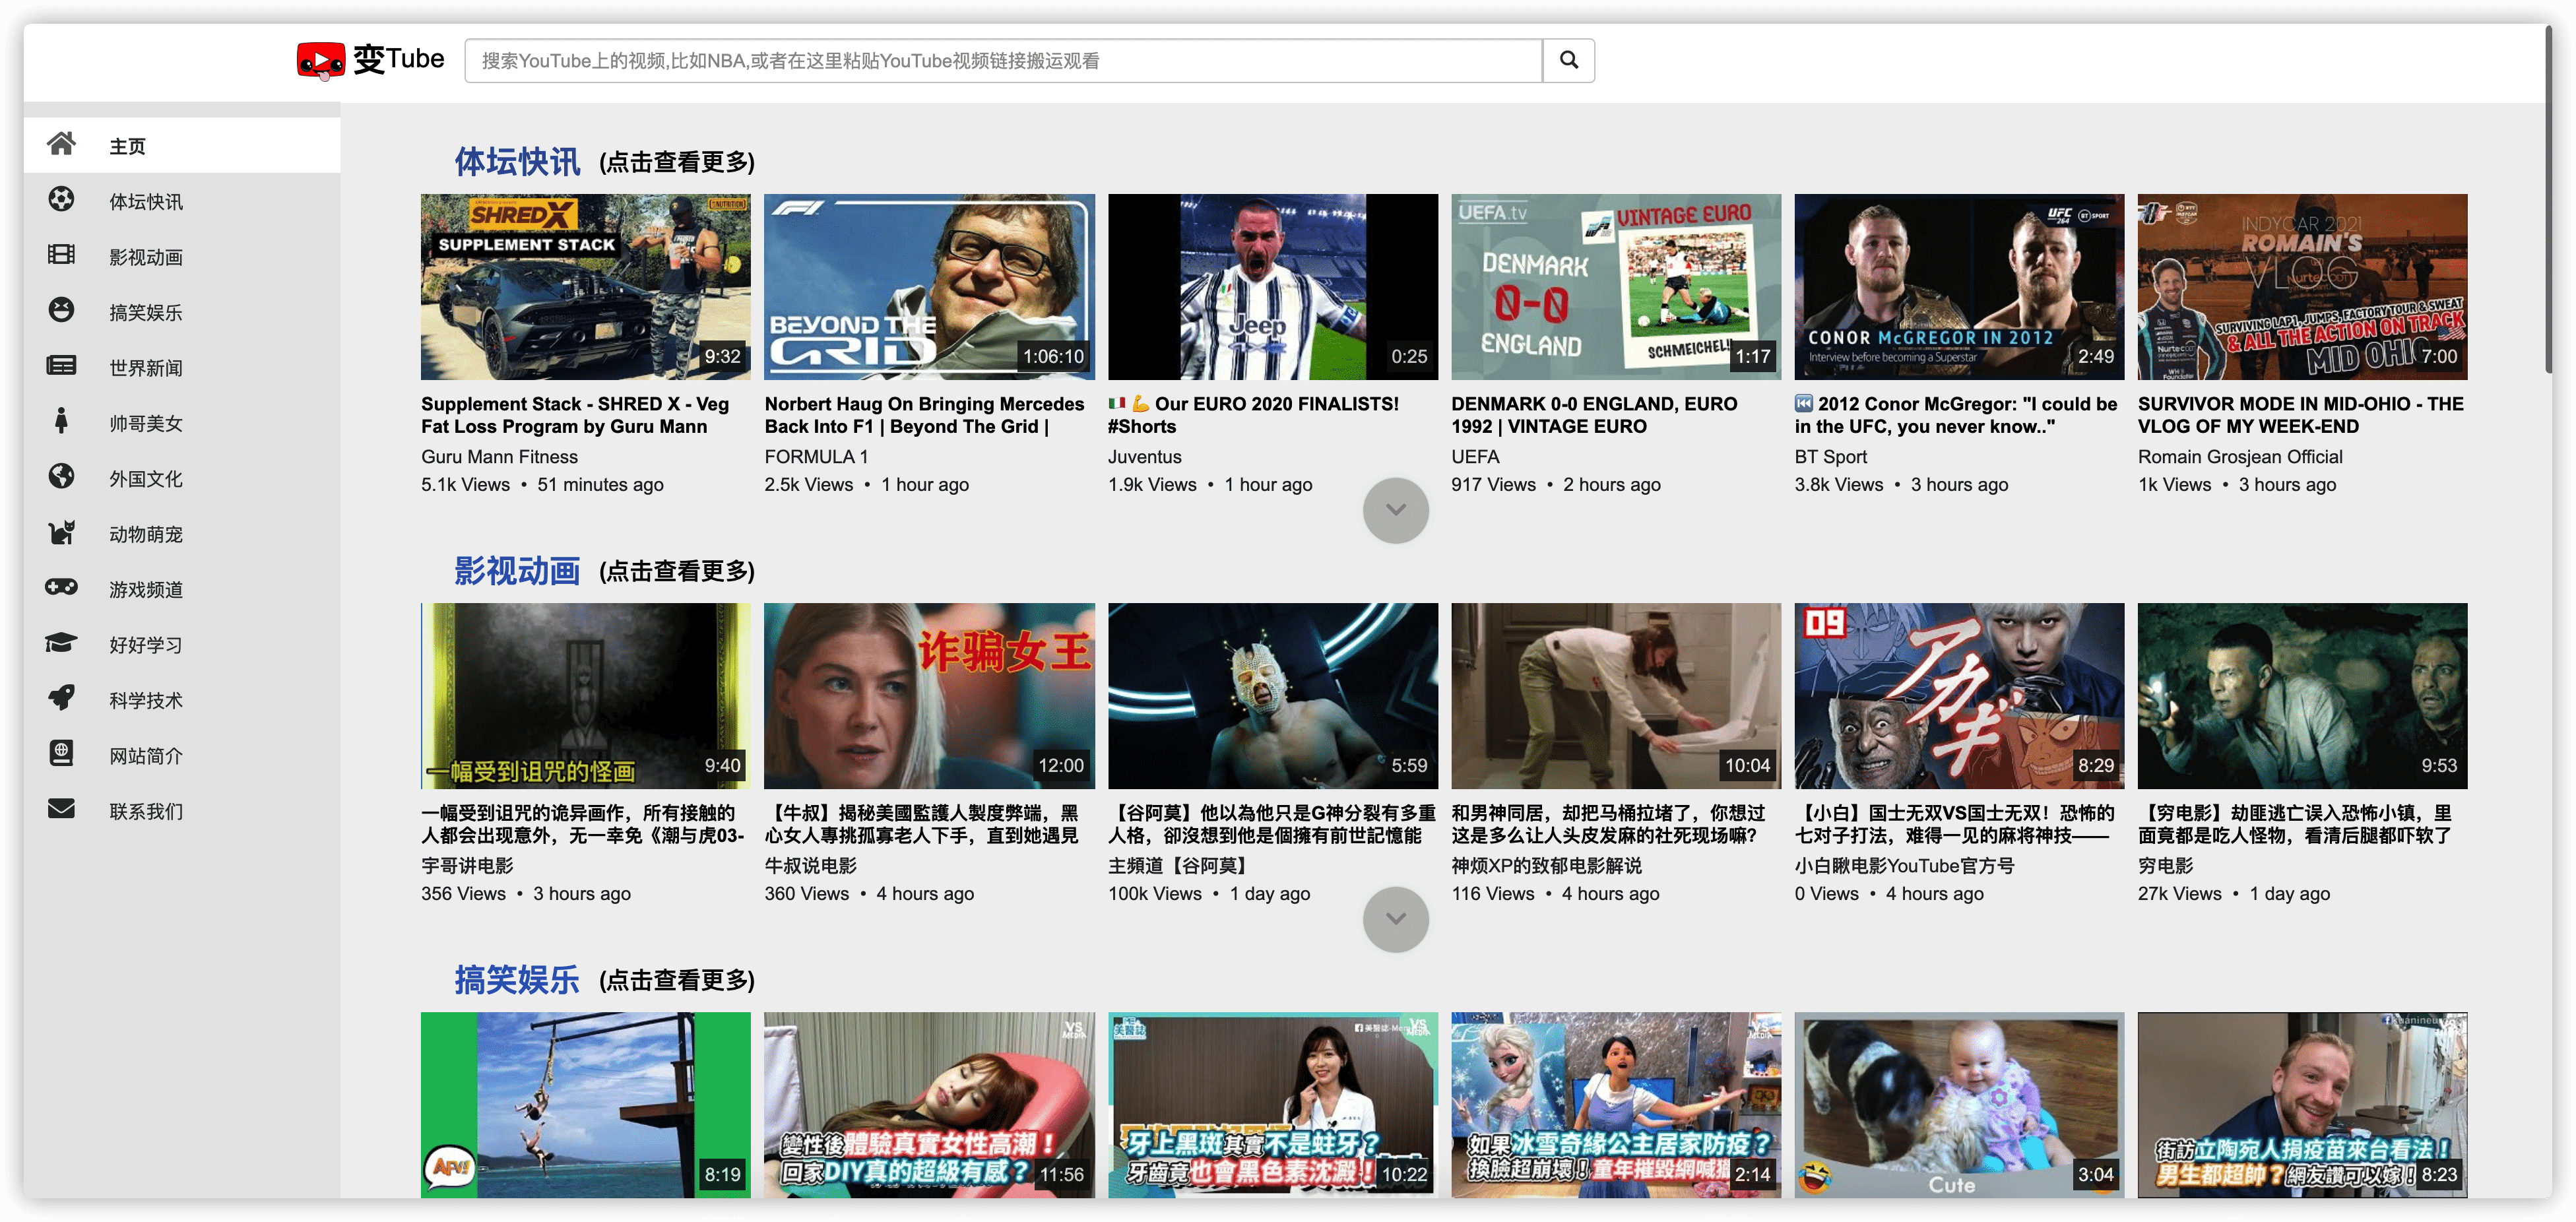 变Tube
搜索YouTube上的视频,比如NBA,或者在这里粘贴YouTube视频链接搬运观看
主页
体坛快讯
影视动画
搞笑娱乐
世界新闻
帅哥美女
外国文化
动物萌宠
游戏频道
好好学习
科学技术
网站简介
联系我们
体坛快讯 (点击查看更多)
SHREDX
NUTRITION
SUPPLEMENT STACK
9:32
Supplement Stack - SHRED X - Veg
Fat Loss Program by Guru Mann
Guru Mann Fitness
5.1k Views • 51 minutes ago
F1
BEYOND THE
GRID
1:06:10
Norbert Haug On Bringing Mercedes
Back Into F1 | Beyond The Grid |
FORMULA 1
2.5k Views • 1 hour ago
Jeep
0:25
🇮🇹 💪 Our EURO 2020 FINALISTS!
#Shorts
Juventus
1.9k Views • 1 hour ago
UEFA.tv
VINTAGE EURO
DENMARK
0-0
ENGLAND
SCHMEICHEL!
1:17
DENMARK 0-0 ENGLAND, EURO
1992 | VINTAGE EURO
UEFA
917 Views • 2 hours ago
UFC
264
BT SPORT
CONOR McGREGOR IN 2012
Interview before becoming a Superstar
2:49
⏮ 2012 Conor McGregor: "I could be
in the UFC, you never know.."
BT Sport
3.8k Views • 3 hours ago
INDYCAR 2021
ROMAIN'S
VLOG
SURVIVING LAP1, JUMPS, FACTORY TOUR & SWEAT
& ALL THE ACTION ON TRACK
MID OHIO
7:00
SURVIVOR MODE IN MID-OHIO - THE
VLOG OF MY WEEK-END
Romain Grosjean Official
1k Views • 3 hours ago
影视动画 (点击查看更多)
一幅受到诅咒的怪画
9:40
一幅受到诅咒的诡异画作，所有接触的
人都会出现意外，无一幸免《潮与虎03-
宇哥讲电影
356 Views • 3 hours ago
诈骗女王
12:00
【牛叔】揭秘美國監護人製度弊端，黑
心女人專挑孤寡老人下手，直到她遇見
牛叔说电影
360 Views • 4 hours ago
5:59
【谷阿莫】他以為他只是G神分裂有多重
人格，卻沒想到他是個擁有前世記憶能
主頻道【谷阿莫】
100k Views • 1 day ago
10:04
和男神同居，却把马桶拉堵了，你想过
这是多么让人头皮发麻的社死现场嘛？
神烦XP的致郁电影解说
116 Views • 4 hours ago
09
アカギ
8:29
【小白】国士无双VS国士无双！恐怖的
七对子打法，难得一见的麻将神技——
小白瞅电影YouTube官方号
0 Views • 4 hours ago
9:53
【穷电影】劫匪逃亡误入恐怖小镇，里
面竟都是吃人怪物，看清后腿都吓软了
穷电影
27k Views • 1 day ago
搞笑娱乐 (点击查看更多)
AFV!
8:19
VS
MEDIA
變性後體驗真實女性高潮！
回家DIY真的超級有感？
11:56
美醫誌
牙上黑斑其實不是蛀牙？
牙齒竟也會黑色素沈澱！
10:22
如果冰雪奇緣公主居家防疫？
換臉超崩壞！童年摧毀網喊
2:14
Cute
3:04
街訪立陶宛人捐疫苗來台看法！
男生都超帥？網友讚可以嫁！
8:23